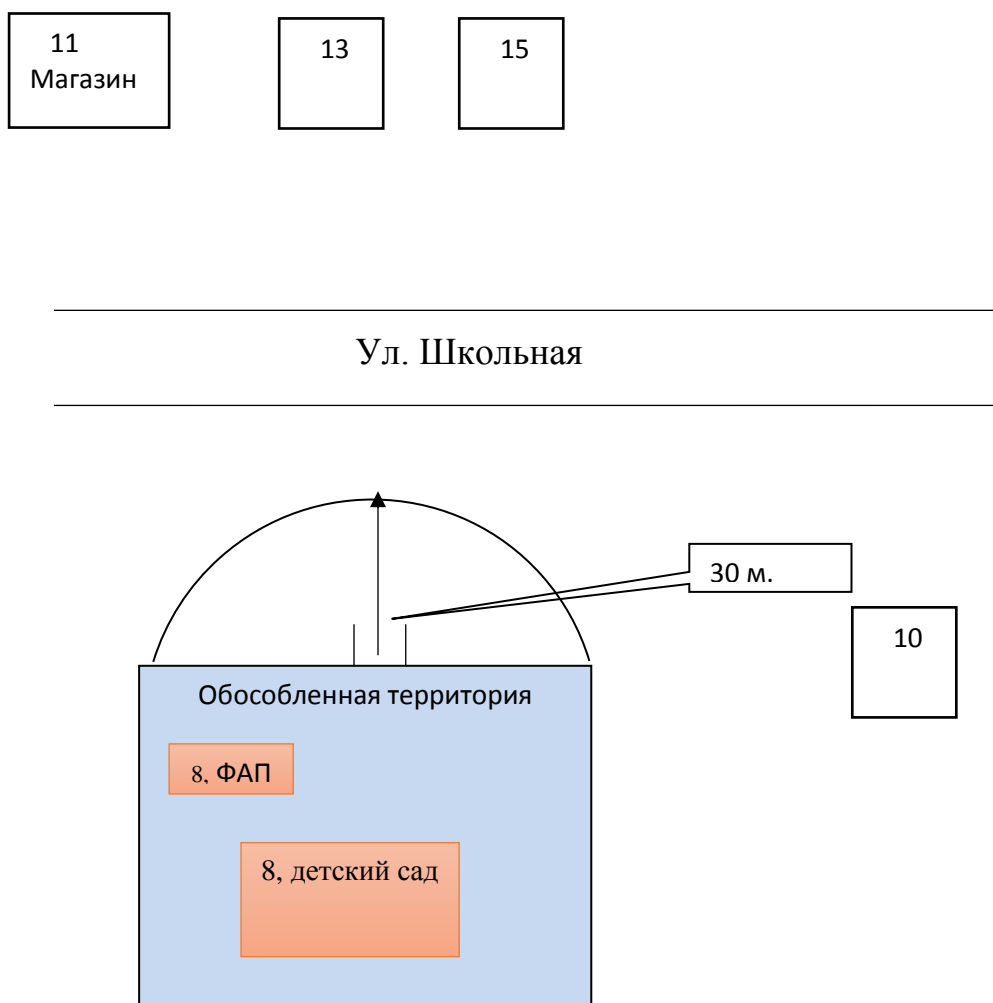 11
Магазин
13
15
Ул. Школьная
30 м.
10
Обособленная территория
8, ФАП
8, детский сад